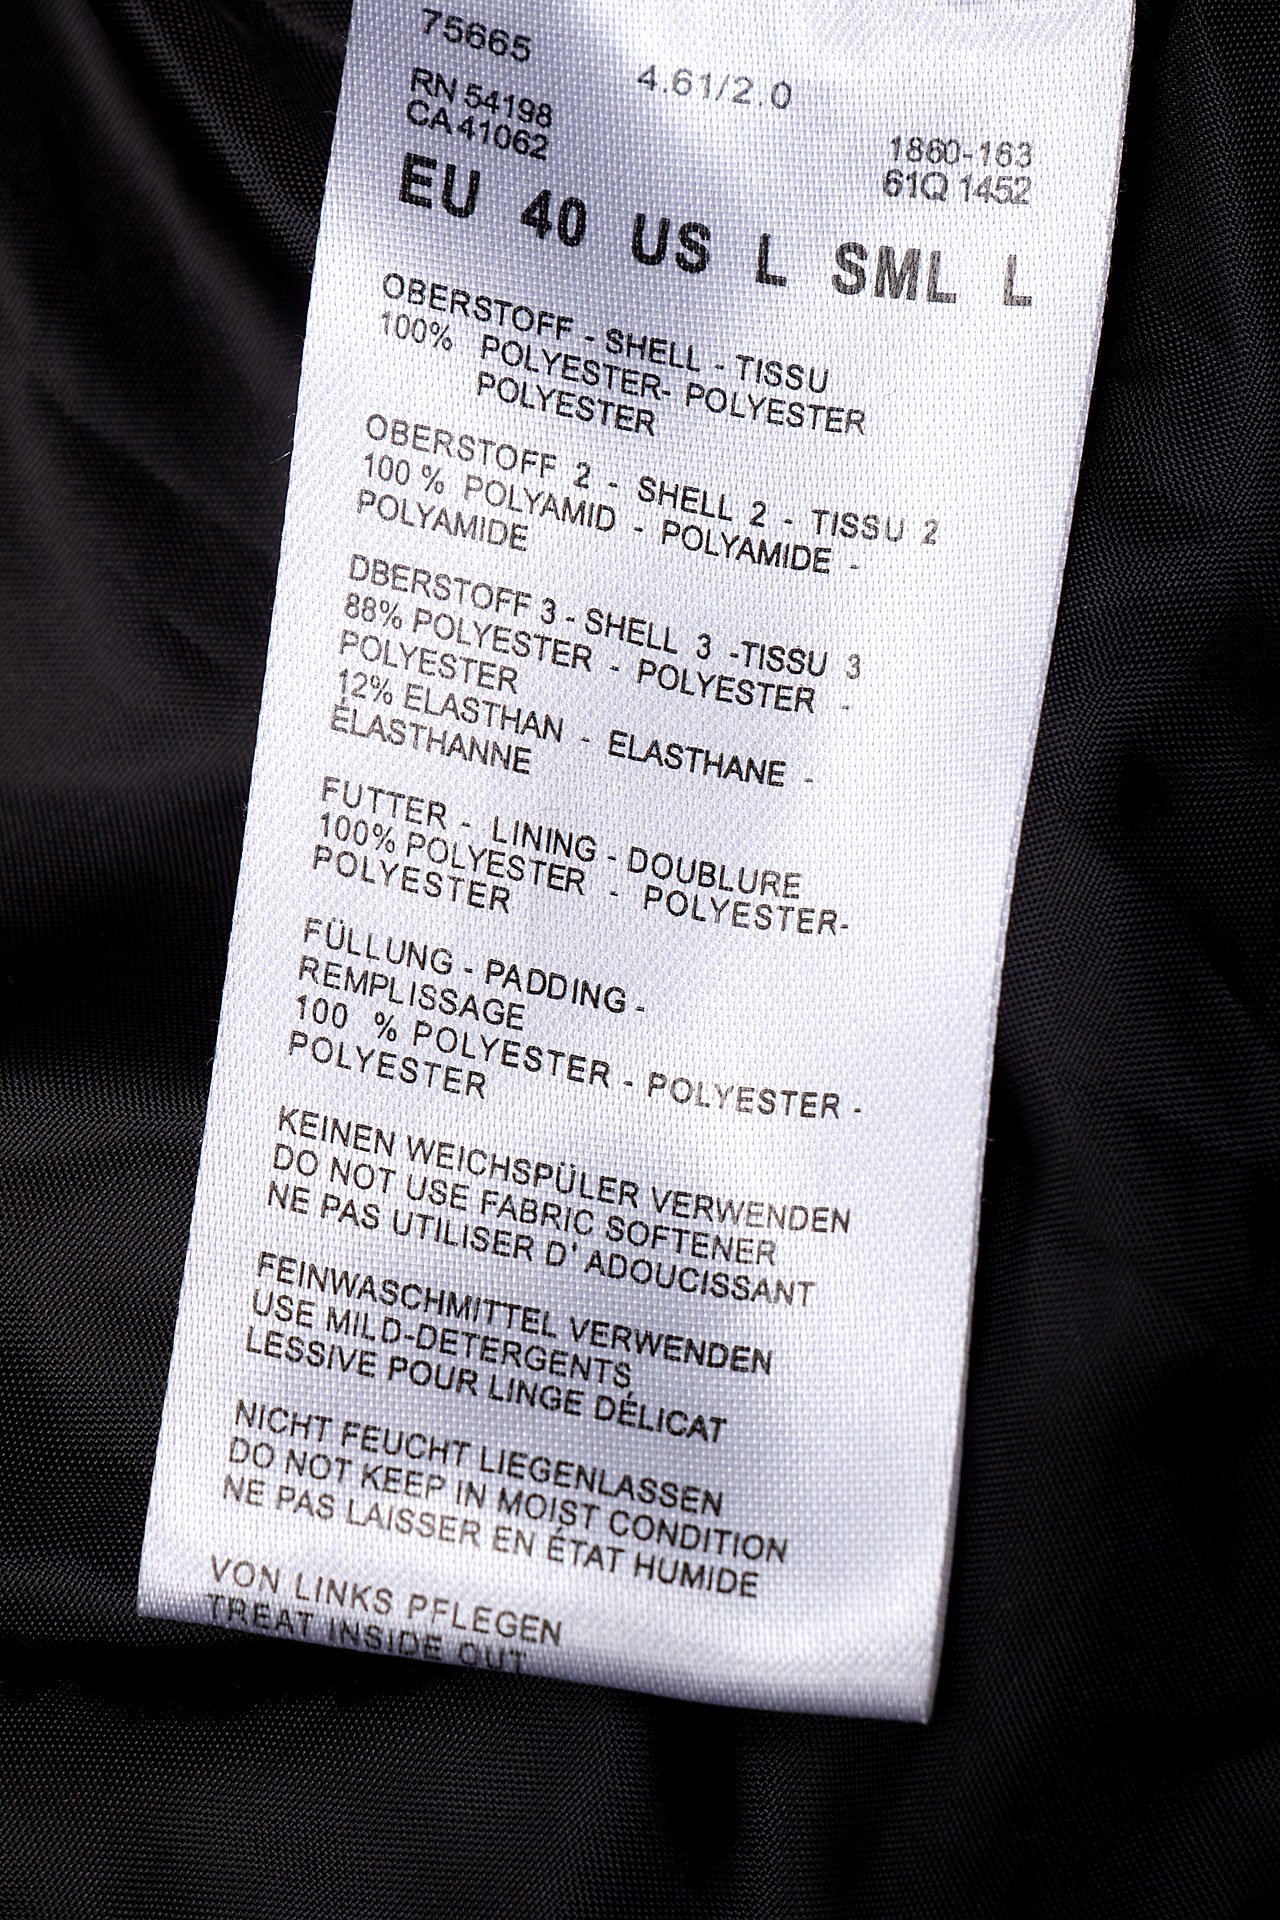 75665
4.61/2.0
RN 54198
CA 41062
1860-163
61Q 1452
EU 40 US L SML L
OBERSTOFF - SHELL - TISSU
100% POLYESTER- POLYESTER
POLYESTER
OBERSTOFF 2 - SHELL 2 - TISSU 2
100 % POLYAMID - POLYAMIDE -
POLYAMIDE
DBERSTOFF 3 - SHELL 3 -TISSU 3
88% POLYESTER - POLYESTER -
POLYESTER
12% ELASTHAN - ELASTHANE -
ÉLASTHANNE
FUTTER - LINING - DOUBLURE
100% POLYESTER - POLYESTER-
POLYESTER
FÜLLUNG - PADDING -
REMPLISSAGE
100 % POLYESTER - POLYESTER -
POLYESTER
KEINEN WEICHSPÜLER VERWENDEN
DO NOT USE FABRIC SOFTENER
NE PAS UTILISER D' ADOUCISSANT
FEINWASCHMITTEL VERWENDEN
USE MILD-DETERGENTS
LESSIVE POUR LINGE DÉLICAT
NICHT FEUCHT LIEGENLASSEN
DO NOT KEEP IN MOIST CONDITION
NE PAS LAISSER EN ÉTAT HUMIDE
VON LINKS PFLEGEN
TREAT INSIDE OUT